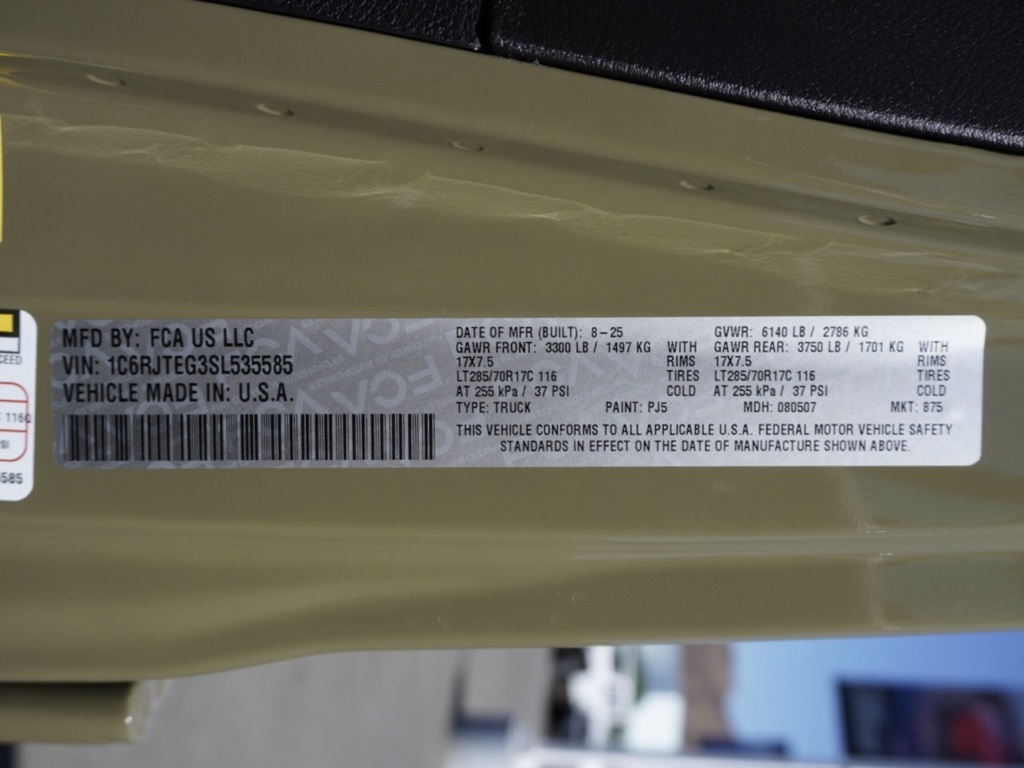 MFD BY: FCA US LLC
VIN: 1C6RJTEG3SL535585
VEHICLE MADE IN: U.S.A.
DATE OF MFR (BUILT): 8-25 GVWR: 6140 LB / 2786 KG
GAWR FRONT: 3300 LB / 1497 KG WITH GAWR REAR: 3750 LB / 1701 KG WITH
17X7.5 RIMS 17X7.5 RIMS
LT285/70R17C 116 TIRES LT285/70R17C 116 TIRES
AT 255 kPa / 37 PSI COLD AT 255 kPa / 37 PSI COLD
TYPE: TRUCK PAINT: PJ5 MDH: 080507 MKT: 875
THIS VEHICLE CONFORMS TO ALL APPLICABLE U.S.A. FEDERAL MOTOR VEHICLE SAFETY
STANDARDS IN EFFECT ON THE DATE OF MANUFACTURE SHOWN ABOVE.